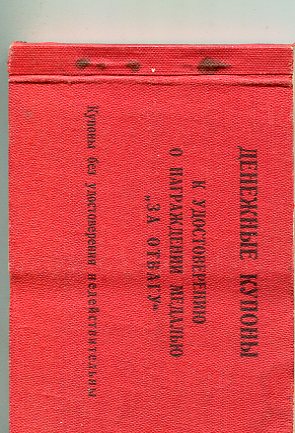 ДЕНЕЖНЫЕ КУПОНЫ
К УДОСТОВЕРЕНИЮ
О НАГРАЖДЕНИИ МЕДАЛЬЮ
„ЗА ОТВАГУ“
Купоны без удостоверения недействительны